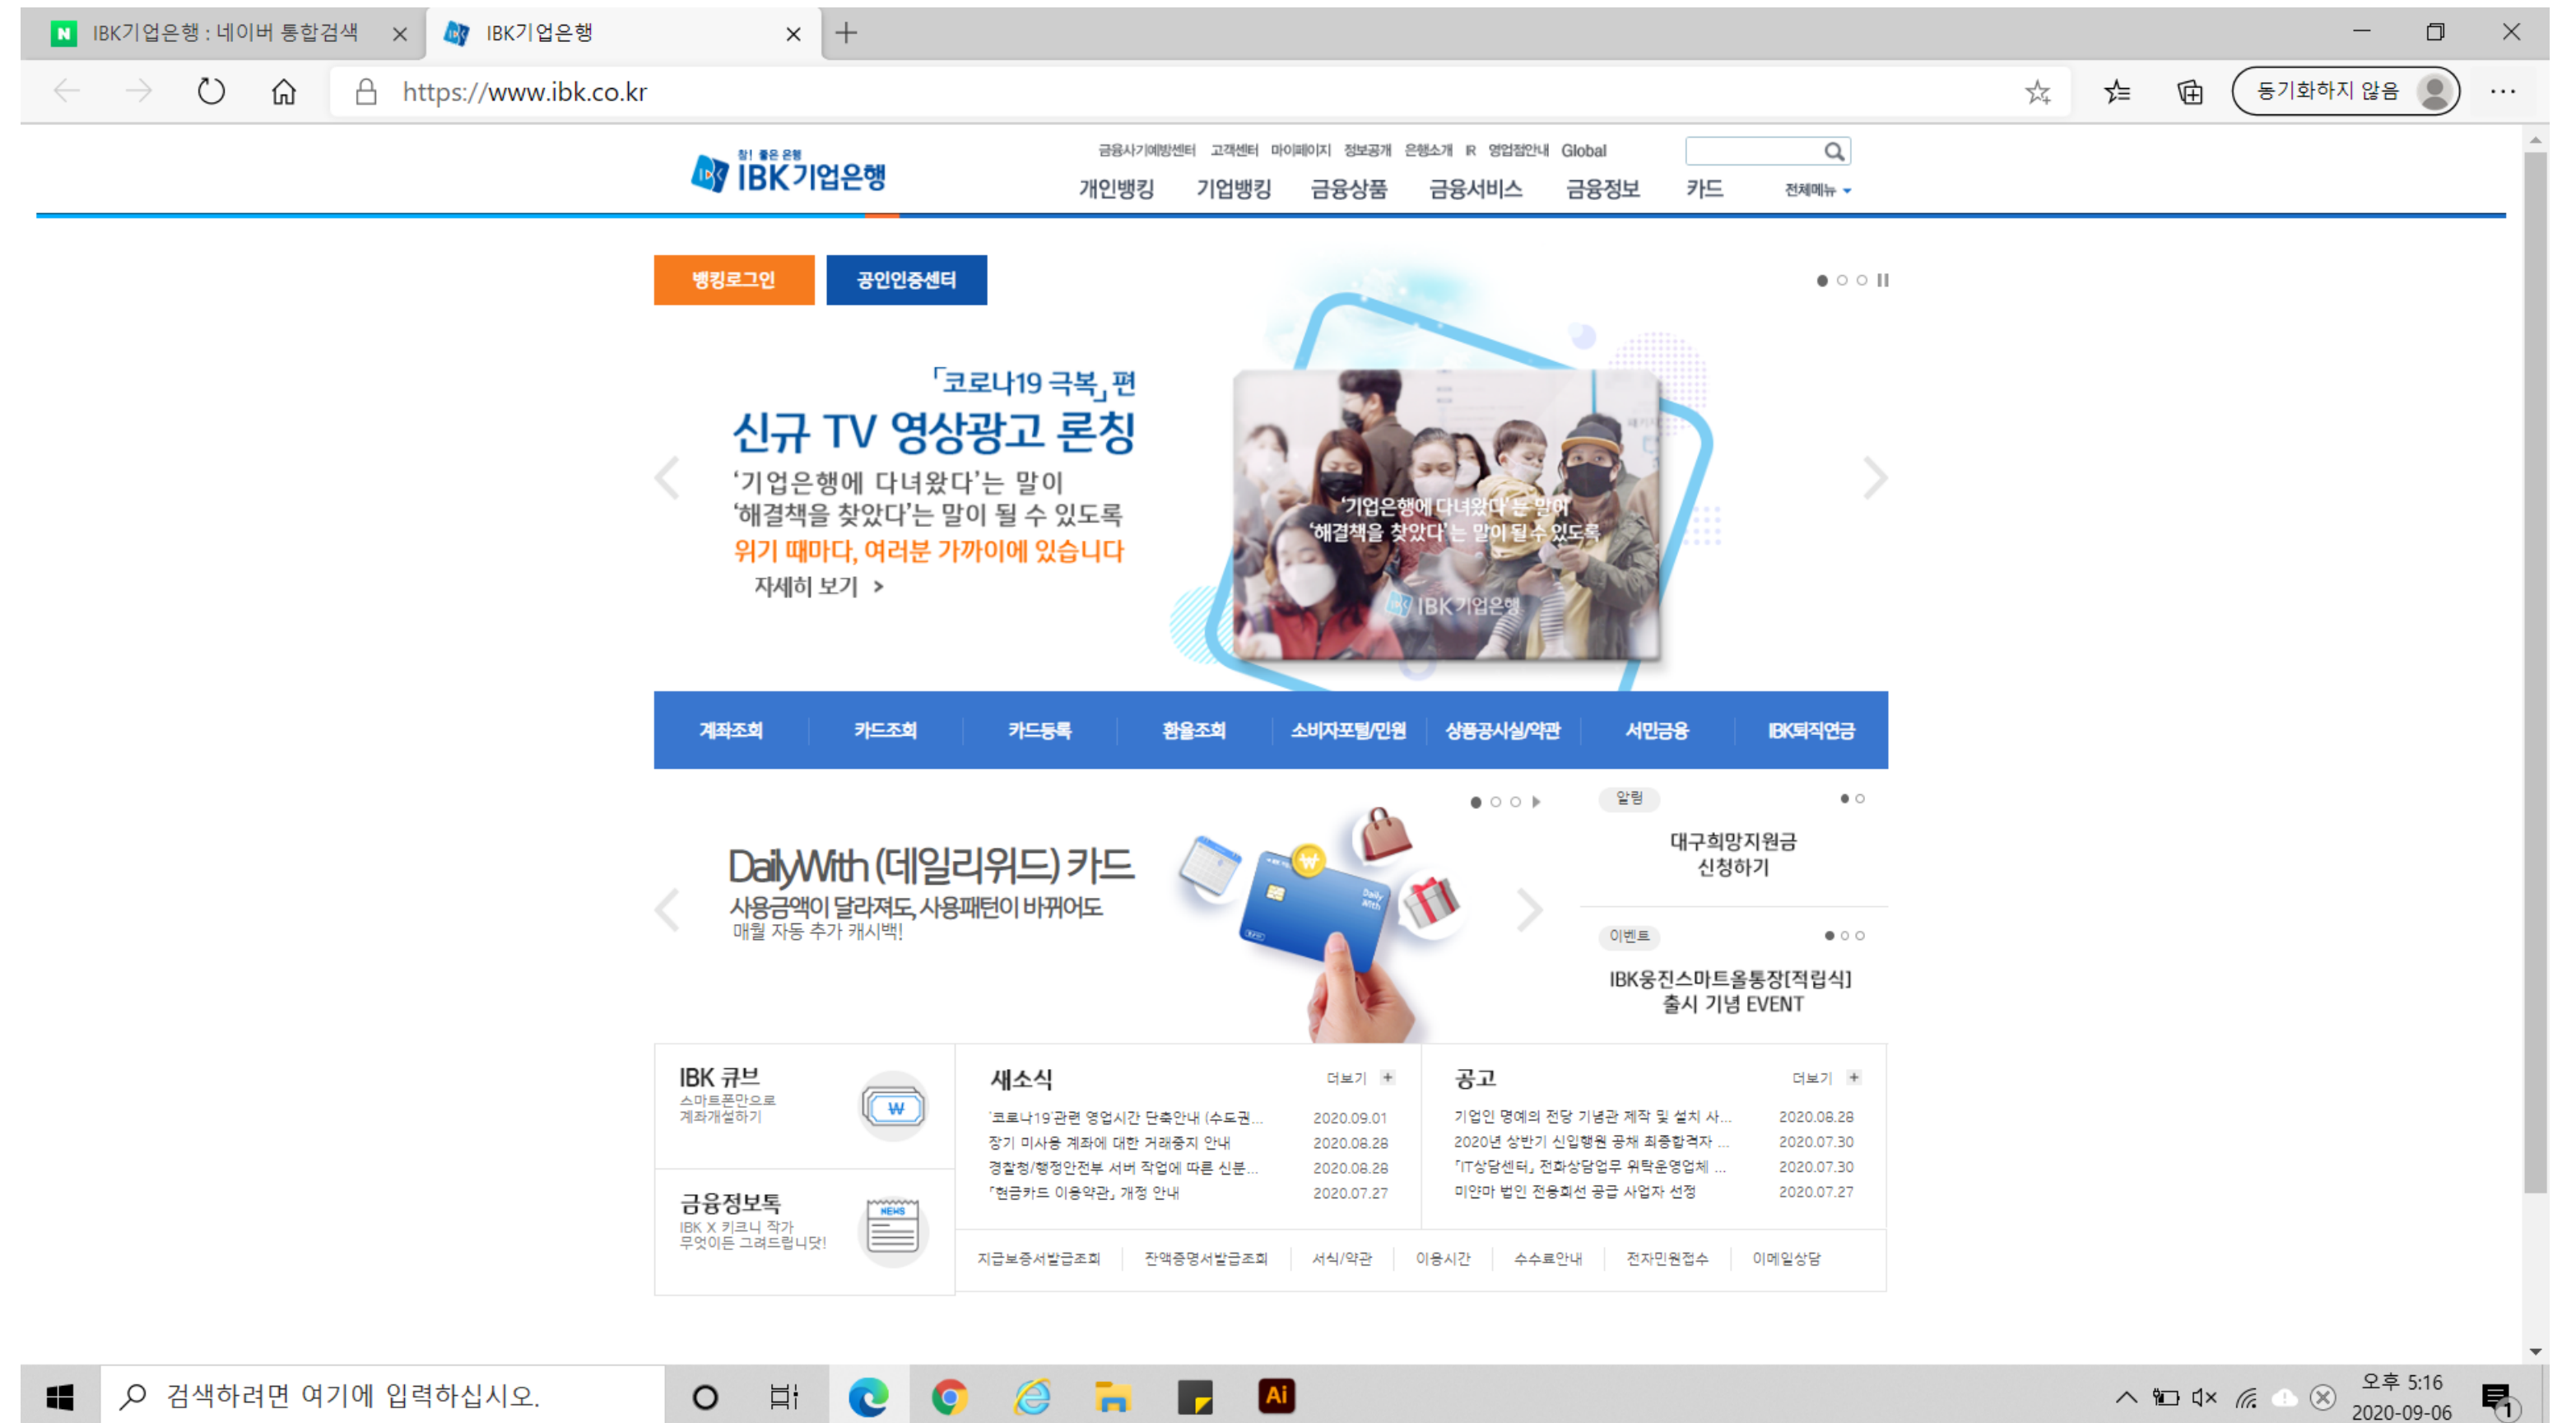 IBK기업은행 : 네이버 통합검색
IBK기업은행
https://www.ibk.co.kr
동기화하지 않음
참! 좋은 은행
IBK기업은행
금융사기예방센터 고객센터 마이페이지 정보공개 은행소개 IR 영업점안내 Global
개인뱅킹 기업뱅킹 금융상품 금융서비스 금융정보 카드 전체메뉴
뱅킹로그인 공인인증센터
「코로나19 극복」편
신규 TV 영상광고 론칭
‘기업은행에 다녀왔다’는 말이
‘해결책을 찾았다’는 말이 될 수 있도록
위기 때마다, 여러분 가까이에 있습니다
자세히 보기 >
‘기업은행에 다녀왔다’는 말이
‘해결책을 찾았다’는 말이 될 수 있도록
IBK기업은행
계좌조회 카드조회 카드등록 환율조회 소비자포털/민원 상품공시실/약관 서민금융 IBK퇴직연금
DailyWith (데일리위드) 카드
사용금액이 달라져도, 사용패턴이 바뀌어도
매월 자동 추가 캐시백!
Daily
With
알림
대구희망지원금
신청하기
이벤트
IBK웅진스마트올통장[적립식]
출시 기념 EVENT
IBK 큐브
스마트폰만으로
계좌개설하기
금융정보톡
IBK X 키크니 작가
무엇이든 그려드립니닷!
NEWS
새소식 더보기 +
'코로나19'관련 영업시간 단축안내 (수도권... 2020.09.01
장기 미사용 계좌에 대한 거래중지 안내 2020.08.28
경찰청/행정안전부 서버 작업에 따른 신분... 2020.08.28
「현금카드 이용약관」 개정 안내 2020.07.27
공고 더보기 +
기업인 명예의 전당 기념관 제작 및 설치 사... 2020.08.28
2020년 상반기 신입행원 공채 최종합격자 ... 2020.07.30
「IT상담센터」 전화상담업무 위탁운영업체 ... 2020.07.30
미얀마 법인 전용회선 공급 사업자 선정 2020.07.27
지급보증서발급조회 잔액증명서발급조회 서식/약관 이용시간 수수료안내 전자민원접수 이메일상담
검색하려면 여기에 입력하십시오.
Ai
오후 5:16
2020-09-06
1